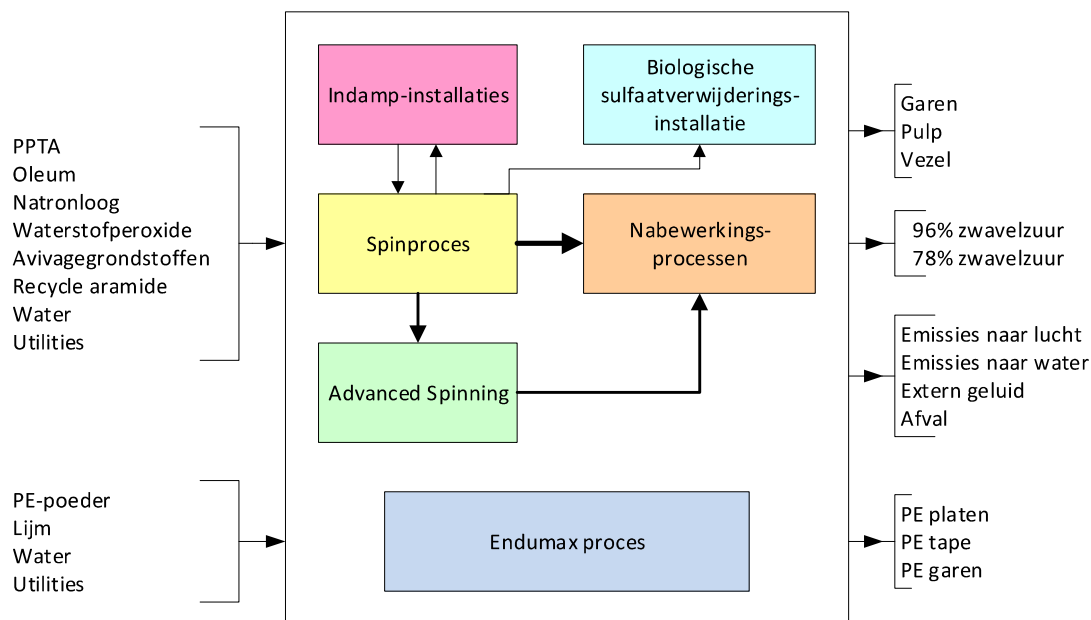 PPTA
Oleum
Natronloog
Waterstofperoxide
Avivagegrondstoffen
Recycle aramide
Water
Utilities
PE-poeder
Lijm
Water
Utilities
Indamp-installaties
Biologische
sulfaatverwijderings-
installatie
Spinproces
Nabewerkings-
processen
Advanced Spinning
Endumax proces
Garen
Pulp
Vezel
96% zwavelzuur
78% zwavelzuur
Emissies naar lucht
Emissies naar water
Extern geluid
Afval
PE platen
PE tape
PE garen